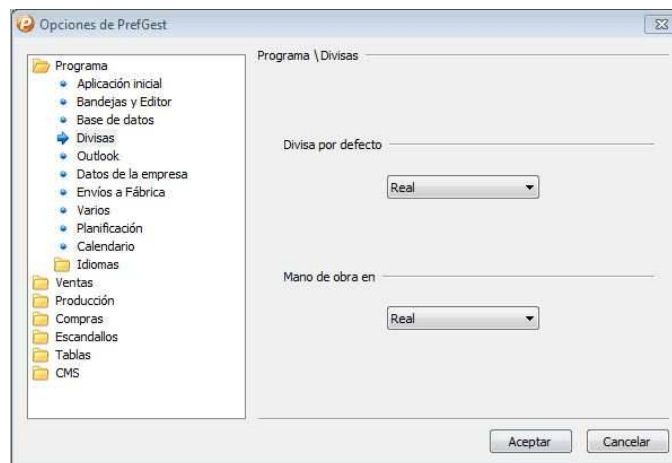 Opciones de PrefGest
Programa
Aplicación inicial
Bandejas y Editor
Base de datos
Divisas
Outlook
Datos de la empresa
Envíos a Fábrica
Varios
Planificación
Calendario
Idiomas
Ventas
Producción
Compras
Escandallos
Tablas
CMS
Programa \ Divisas
Divisa por defecto
Real
Mano de obra en
Real
Aceptar
Cancelar